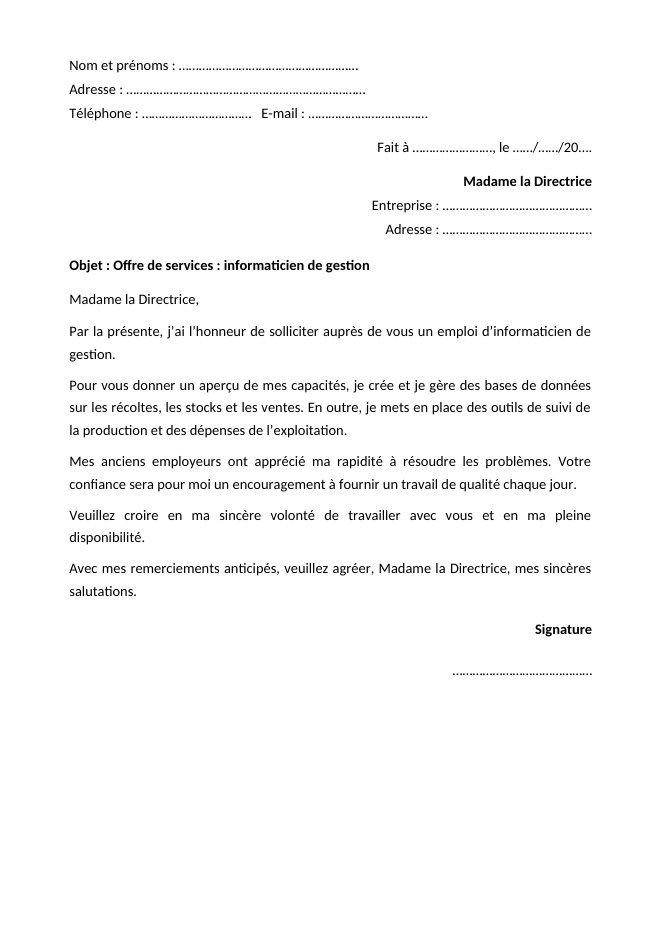 Nom et prénoms : ………………………………………………
Adresse : ………………………………………………………………
Téléphone : …………………………… E-mail : ………………………………
Fait à ……………………, le ……/……/20….
Madame la Directrice
Entreprise : ………………………………………
Adresse : ………………………………………
Objet : Offre de services : informaticien de gestion
Madame la Directrice,
Par la présente, j’ai l’honneur de solliciter auprès de vous un emploi d’informaticien de
gestion.
Pour vous donner un aperçu de mes capacités, je crée et je gère des bases de données
sur les récoltes, les stocks et les ventes. En outre, je mets en place des outils de suivi de
la production et des dépenses de l’exploitation.
Mes anciens employeurs ont apprécié ma rapidité à résoudre les problèmes. Votre
confiance sera pour moi un encouragement à fournir un travail de qualité chaque jour.
Veuillez croire en ma sincère volonté de travailler avec vous et en ma pleine
disponibilité.
Avec mes remerciements anticipés, veuillez agréer, Madame la Directrice, mes sincères
salutations.
Signature
……………………………………